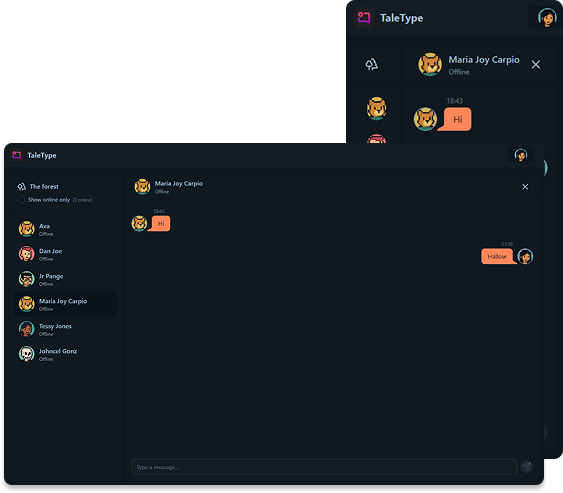 TaleType
Maria Joy Carpio
Offline
18:43
Hi
TaleType
The forest
Show online only (0 online)
Ava
Offline
Dan Joe
Offline
Jr Pange
Offline
Maria Joy Carpio
Offline
Tessy Jones
Offline
Johncel Gonz
Offline
Maria Joy Carpio
Offline
18:43
Hi
Hallow
Type a message...